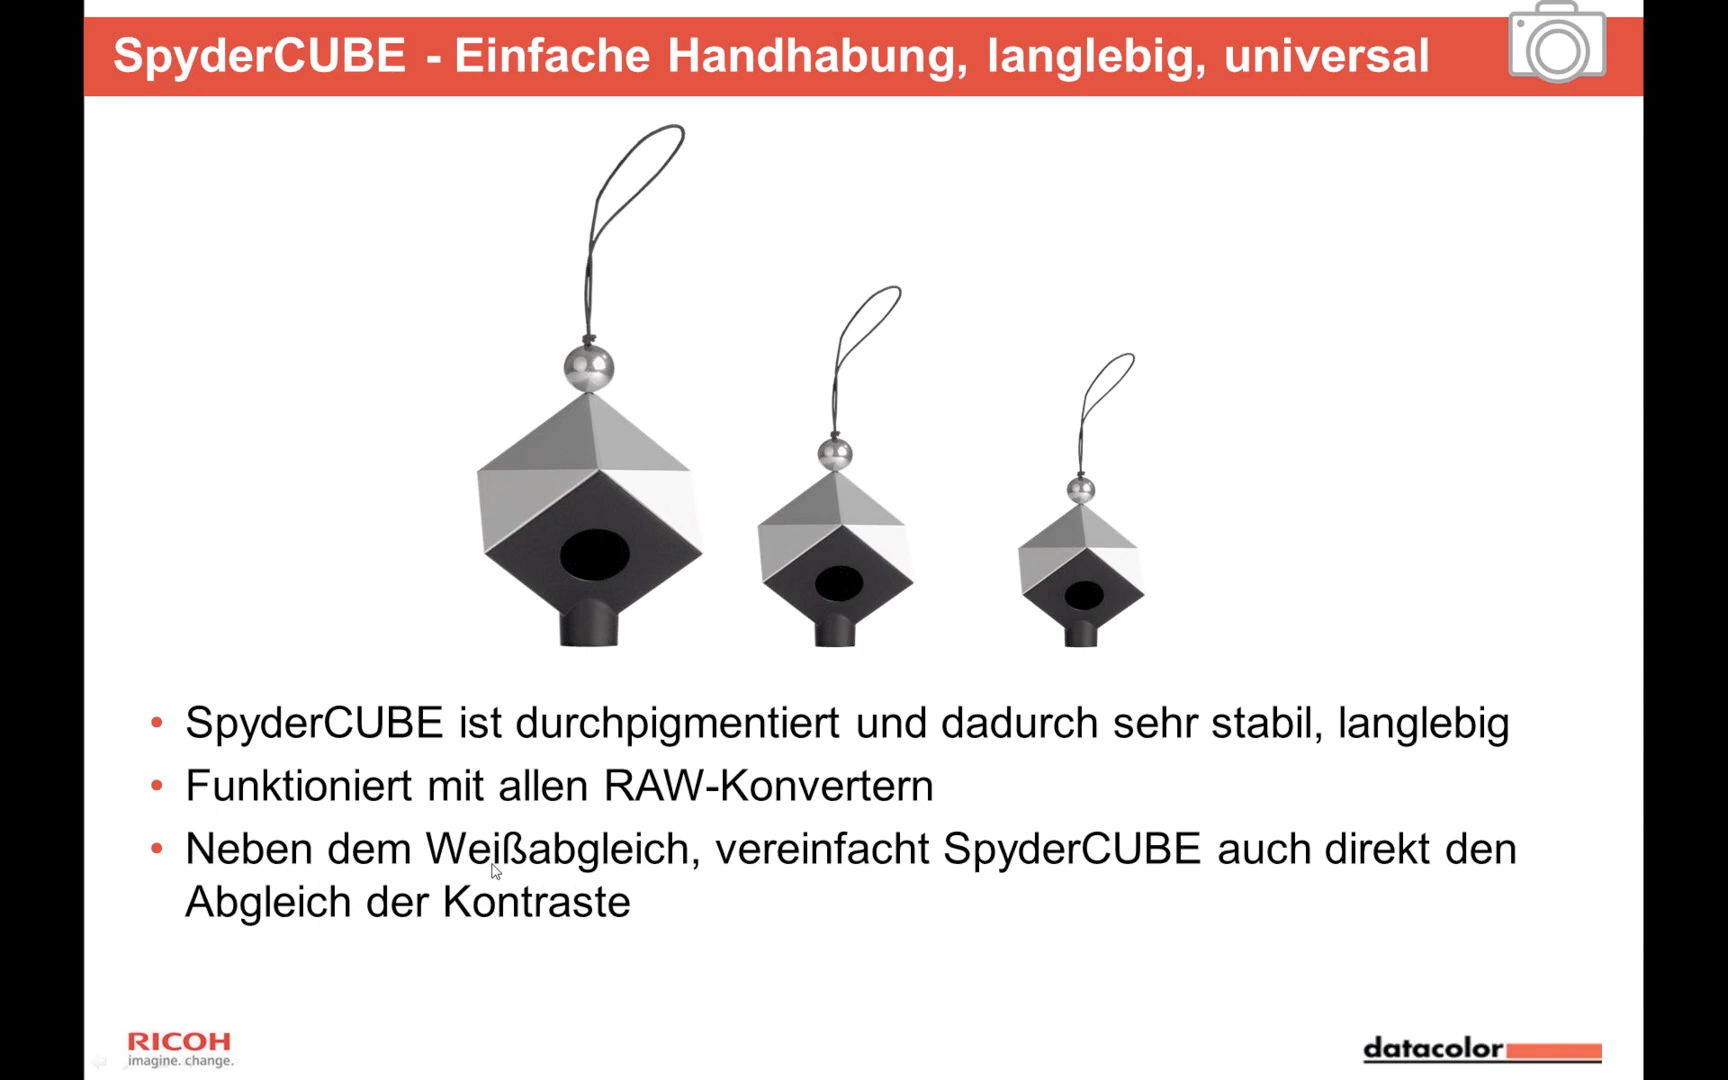 SpyderCUBE - Einfache Handhabung, langlebig, universal
• SpyderCUBE ist durchpigmentiert und dadurch sehr stabil, langlebig
• Funktioniert mit allen RAW-Konvertern
• Neben dem Weißabgleich, vereinfacht SpyderCUBE auch direkt den
Abgleich der Kontraste
RICOH
imagine. change.
datacolor